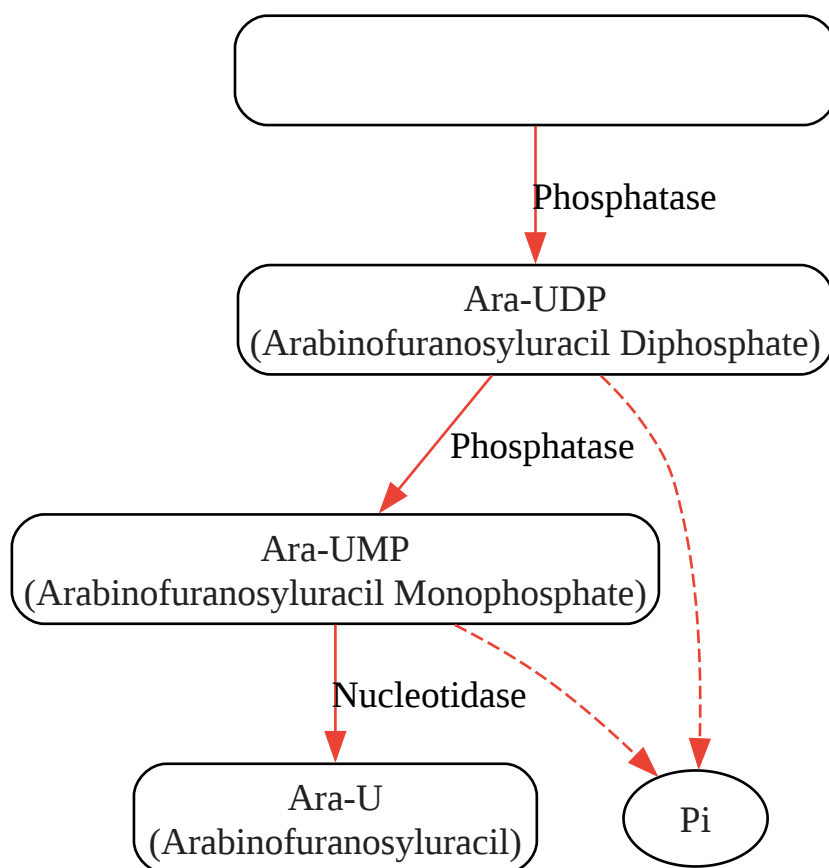 Phosphatase
Ara-UDP
(Arabinofuranosyluracil Diphosphate)
Phosphatase
Ara-UMP
(Arabinofuranosyluracil Monophosphate)
Nucleotidase
Ara-U
(Arabinofuranosyluracil)
Pi